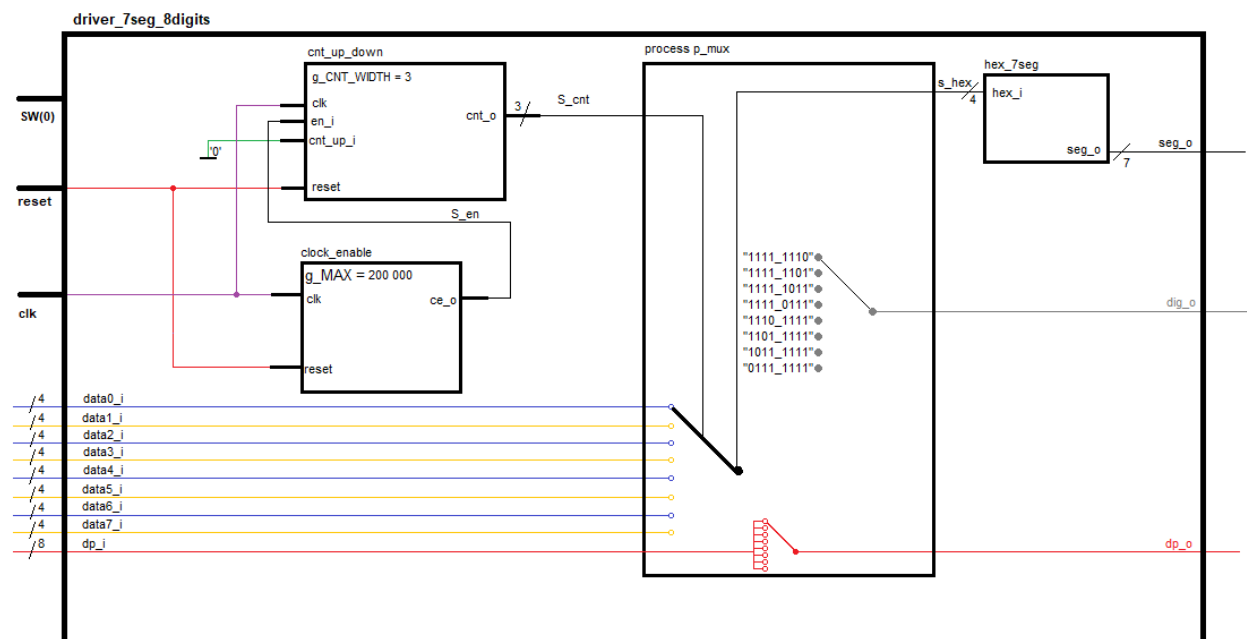 driver_7seg_8digits
cnt_up_down
g_CNT_WIDTH = 3
clk
en_i
cnt_up_i
reset
cnt_o
3
S_cnt
'0'
SW(0)
reset
clk
S_en
clock_enable
g_MAX = 200 000
clk
ce_o
reset
process p_mux
s_hex
4
hex_7seg
hex_i
seg_o
7
seg_o
"1111_1110"
"1111_1101"
"1111_1011"
"1111_0111"
"1110_1111"
"1101_1111"
"1011_1111"
"0111_1111"
dig_o
4 data0_i
4 data1_i
4 data2_i
4 data3_i
4 data4_i
4 data5_i
4 data6_i
4 data7_i
8 dp_i
dp_o